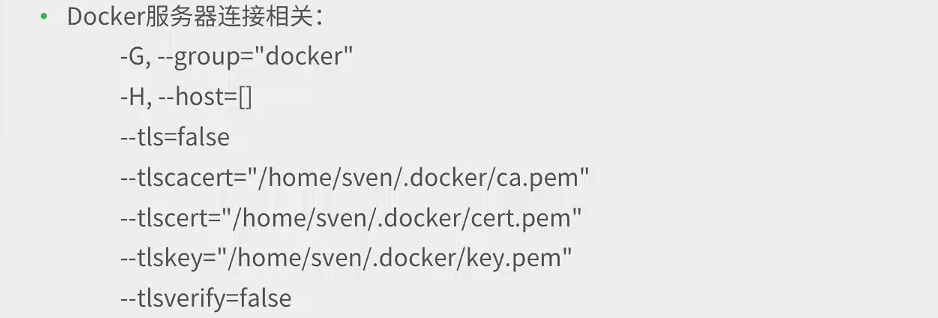 • Docker服务器连接相关：
-G, --group="docker"
-H, --host=[]
--tls=false
--tlscacert="/home/sven/.docker/ca.pem"
--tlscert="/home/sven/.docker/cert.pem"
--tlskey="/home/sven/.docker/key.pem"
--tlsverify=false